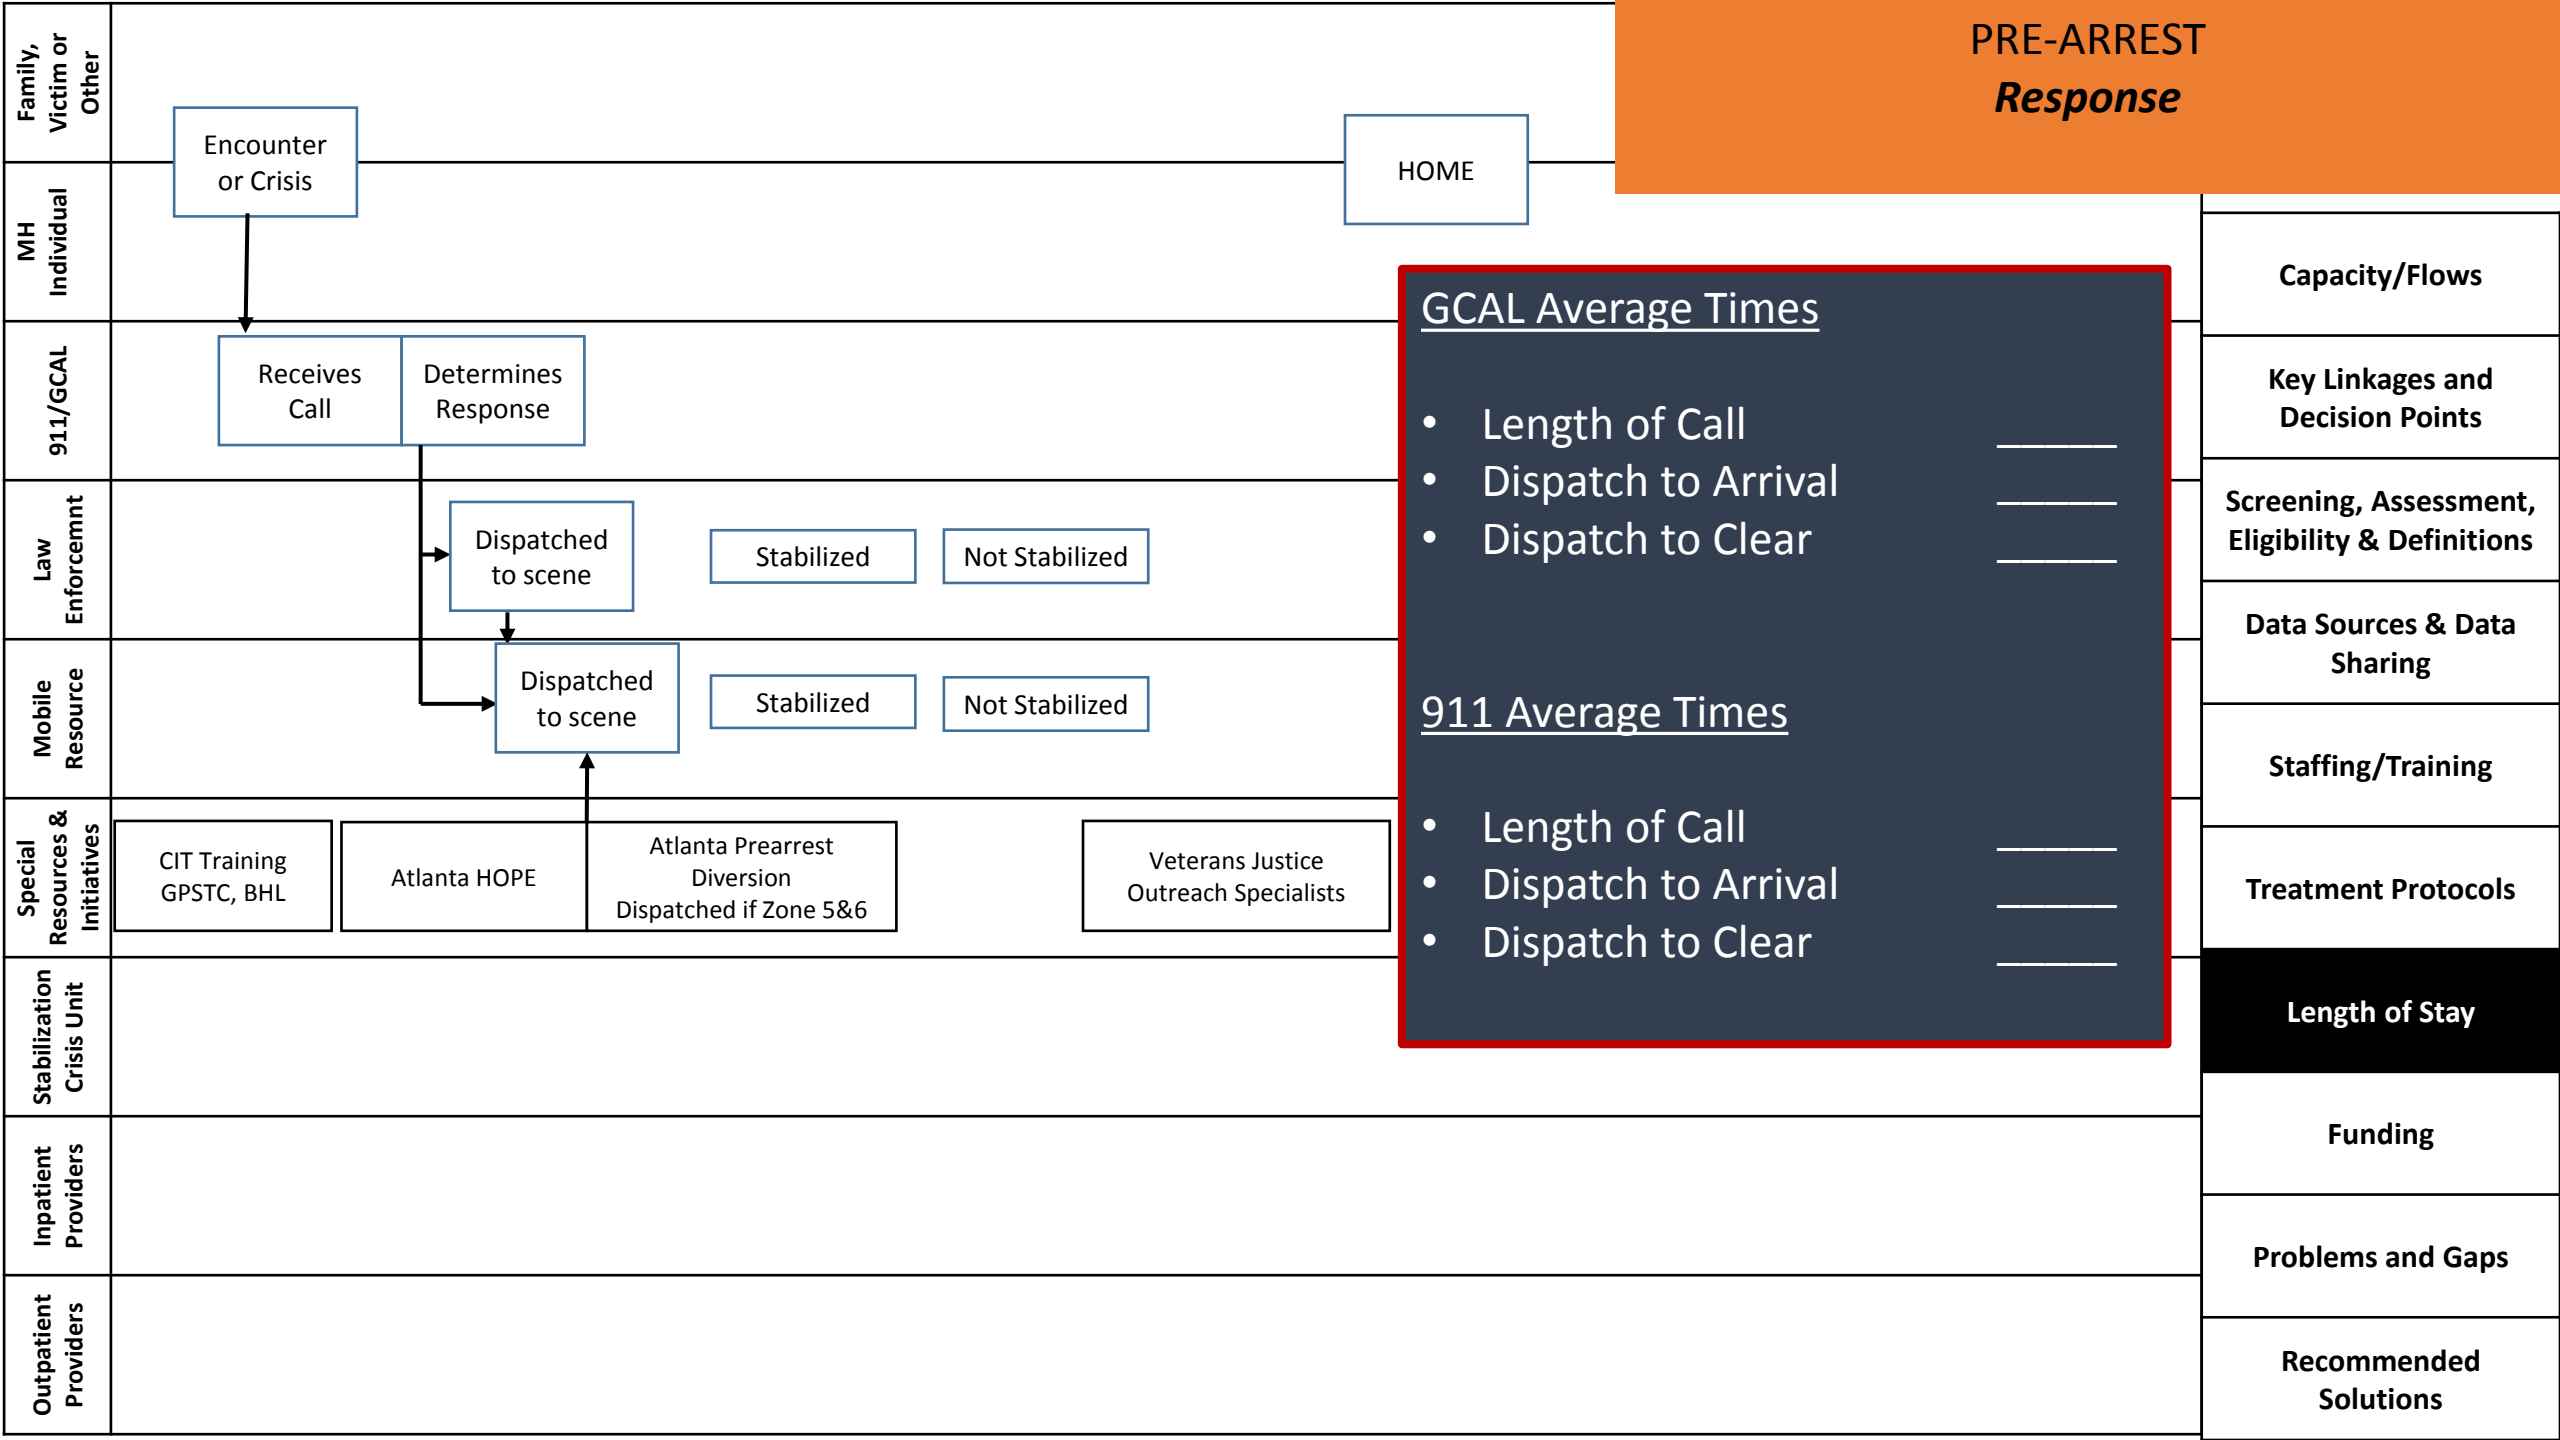 PRE-ARREST
Response
Family,
Victim or
Other
Encounter
or Crisis
HOME
MH
Individual
911/GCAL
Receives
Call
Determines
Response
Law
Enforcemnt
Dispatched
to scene
Stabilized
Not Stabilized
Mobile
Resource
Dispatched
to scene
Stabilized
Not Stabilized
Special
Resources &
Initiatives
CIT Training
GPSTC, BHL
Atlanta HOPE
Atlanta Prearrest
Diversion
Dispatched if Zone 5&6
Veterans Justice
Outreach Specialists
Stabilization
Crisis Unit
Inpatient
Providers
Outpatient
Providers
GCAL Average Times
• Length of Call _____
• Dispatch to Arrival _____
• Dispatch to Clear _____
911 Average Times
• Length of Call _____
• Dispatch to Arrival _____
• Dispatch to Clear _____
Capacity/Flows
Key Linkages and
Decision Points
Screening, Assessment,
Eligibility & Definitions
Data Sources & Data
Sharing
Staffing/Training
Treatment Protocols
Length of Stay
Funding
Problems and Gaps
Recommended
Solutions